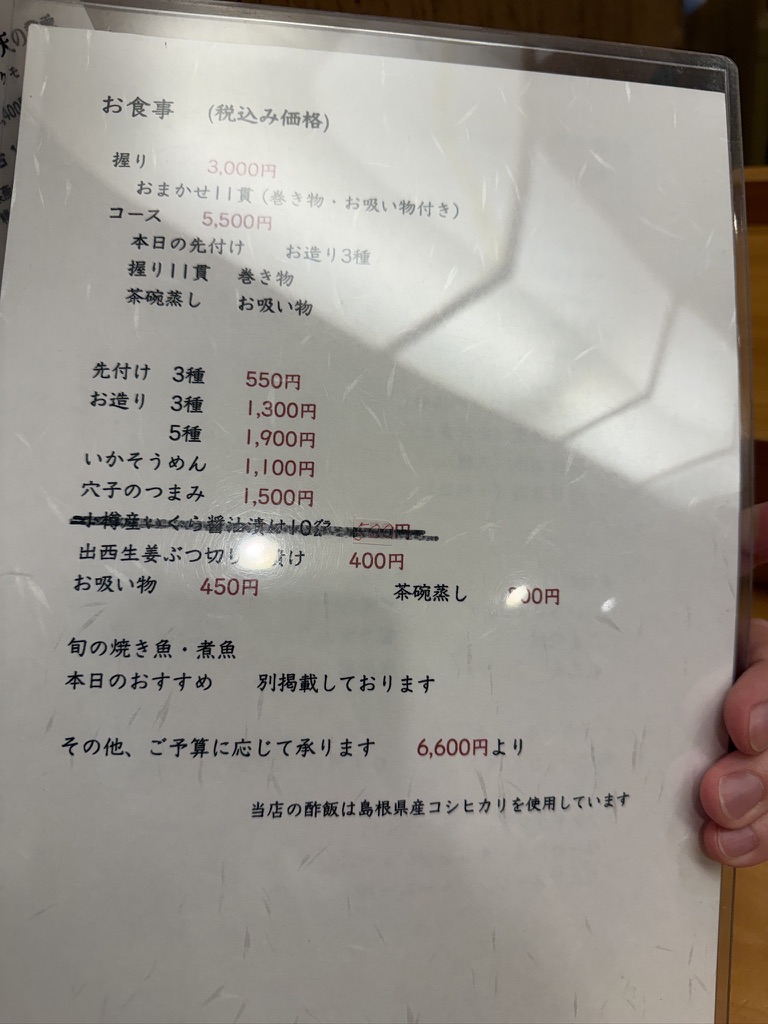 お食事　(税込み価格)
握り　3,000円
おまかせ11貫（巻き物・お吸い物付き）
コース　5,500円
本日の先付け　お造り3種
握り11貫　巻き物
茶碗蒸し　お吸い物
先付け　3種　550円
お造り　3種　1,300円
5種　1,900円
いかそうめん　1,100円
穴子のつまみ　1,500円
小樽産いくら醤油漬け10%
出西生姜ぶつ切り 漬け　400円
お吸い物　450円　茶碗蒸し　00円
旬の焼き魚・煮魚
本日のおすすめ　別掲載しております
その他、ご予算に応じて承ります　6,600円より
当店の酢飯は島根県産コシヒカリを使用しています